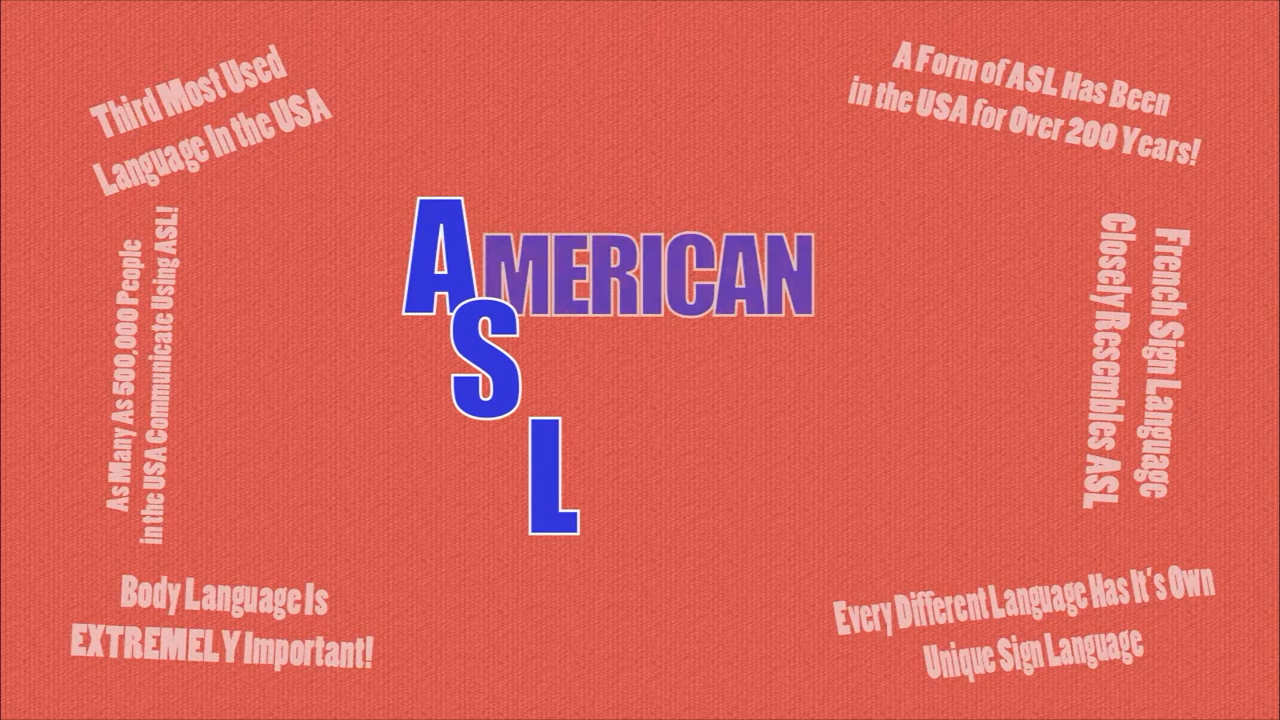 Third Most Used
Language In the USA
A Form of ASL Has Been
in the USA for Over 200 Years!
As Many As 500,000 People
in the USA Communicate Using ASL!
AMERICAN
S
L
French Sign Language
Closely Resembles ASL
Body Language Is
EXTREMELY Important!
Every Different Language Has It's Own
Unique Sign Language